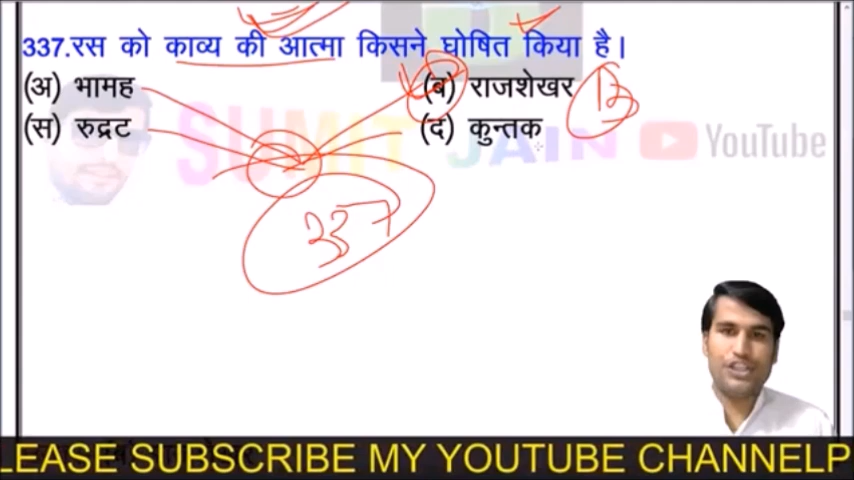 337.रस को काव्य की आत्मा किसने घोषित किया है।
(अ) भामह (ब) राजशेखर B
(स) रुद्रट (द) कुन्तक
SUMIT JAIN YouTube
337
LEASE SUBSCRIBE MY YOUTUBE CHANNELP